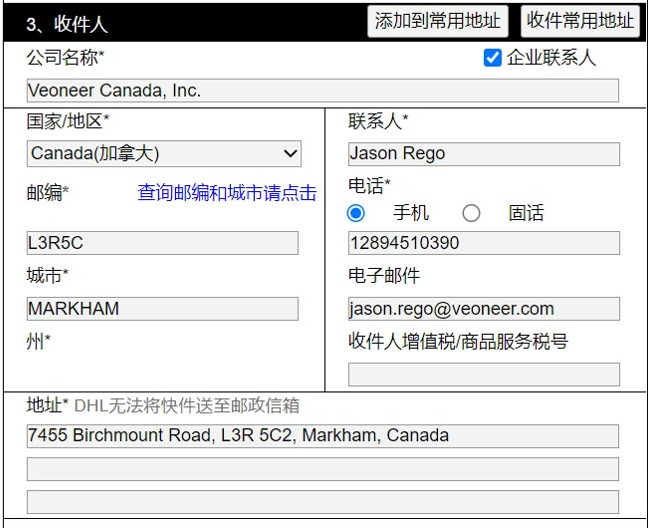 3、收件人
添加到常用地址
收件常用地址
公司名称*
企业联系人
Veoneer Canada, Inc.
国家/地区*
Canada(加拿大)
邮编*
查询邮编和城市请点击
L3R5C
城市*
MARKHAM
州*
联系人*
Jason Rego
电话*
手机
固话
12894510390
电子邮件
jason.rego@veoneer.com
收件人增值税/商品服务税号
地址* DHL无法将快件送至邮政信箱
7455 Birchmount Road, L3R 5C2, Markham, Canada